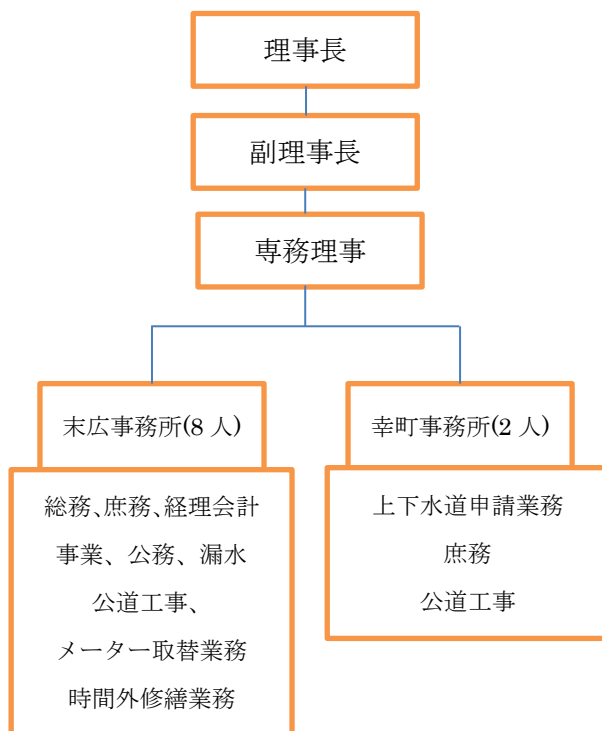 理事長
副理事長
専務理事
末広事務所(8 人)
総務、庶務、経理会計
事業、公務、漏水
公道工事、
メーター取替業務
時間外修繕業務
幸町事務所(2 人)
上下水道申請業務
庶務
公道工事